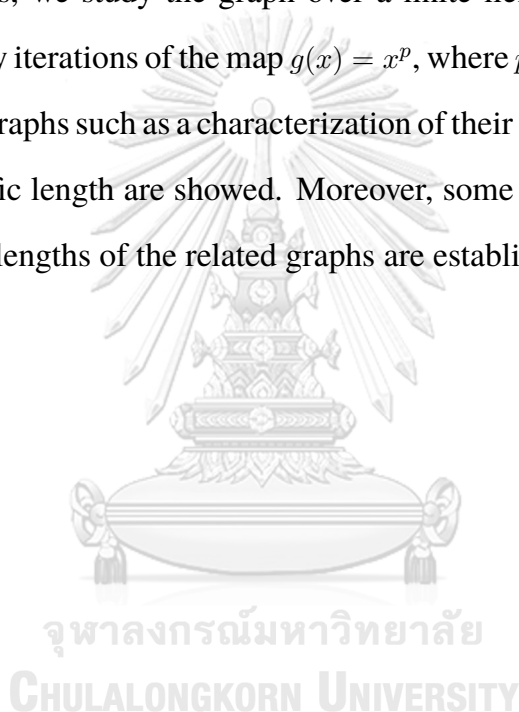 s, we study the graph over a finite
y iterations of the map g(x) = x^p, where
raphs such as a characterization of their
fic length are showed. Moreover, some
lengths of the related graphs are establi
จุฬาลงกรณ์มหาวิทยาลัย
CHULALONGKORN UNIVERSITY